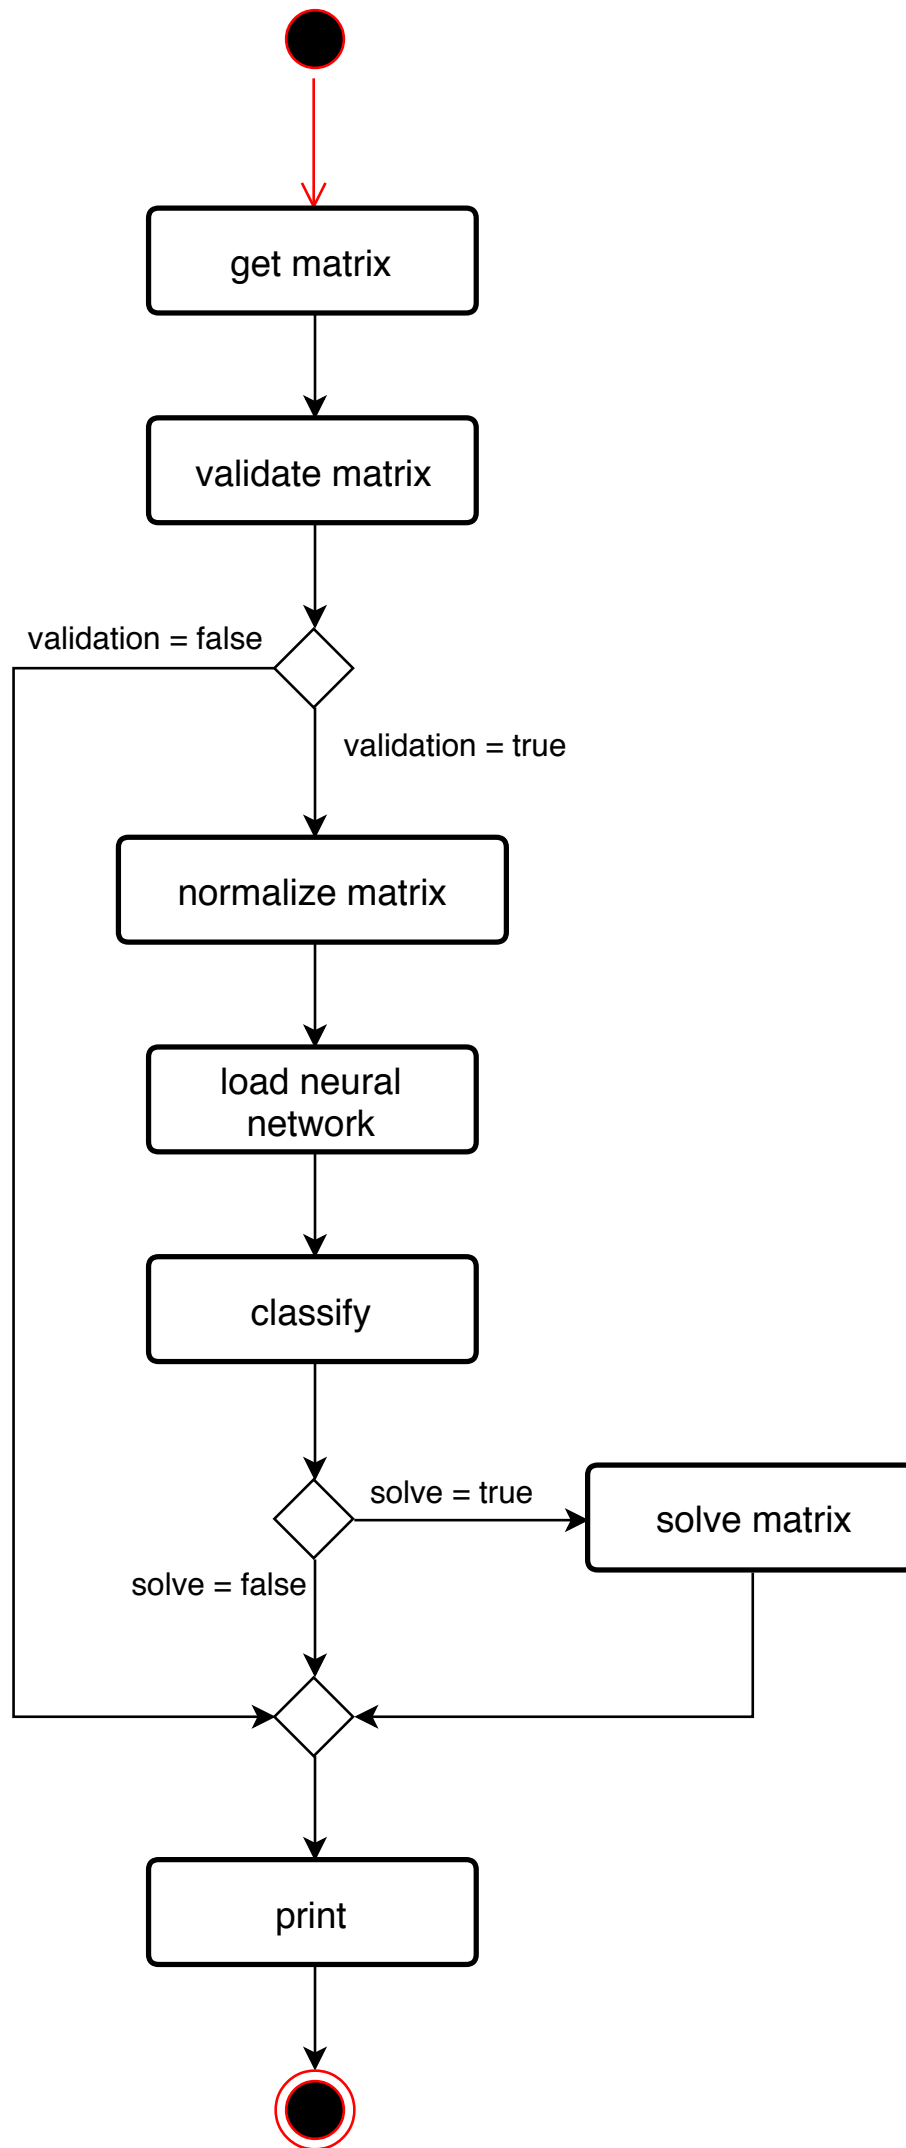 get matrix
validate matrix
validation = false
validation = true
normalize matrix
load neural
network
classify
solve = true
solve matrix
solve = false
print